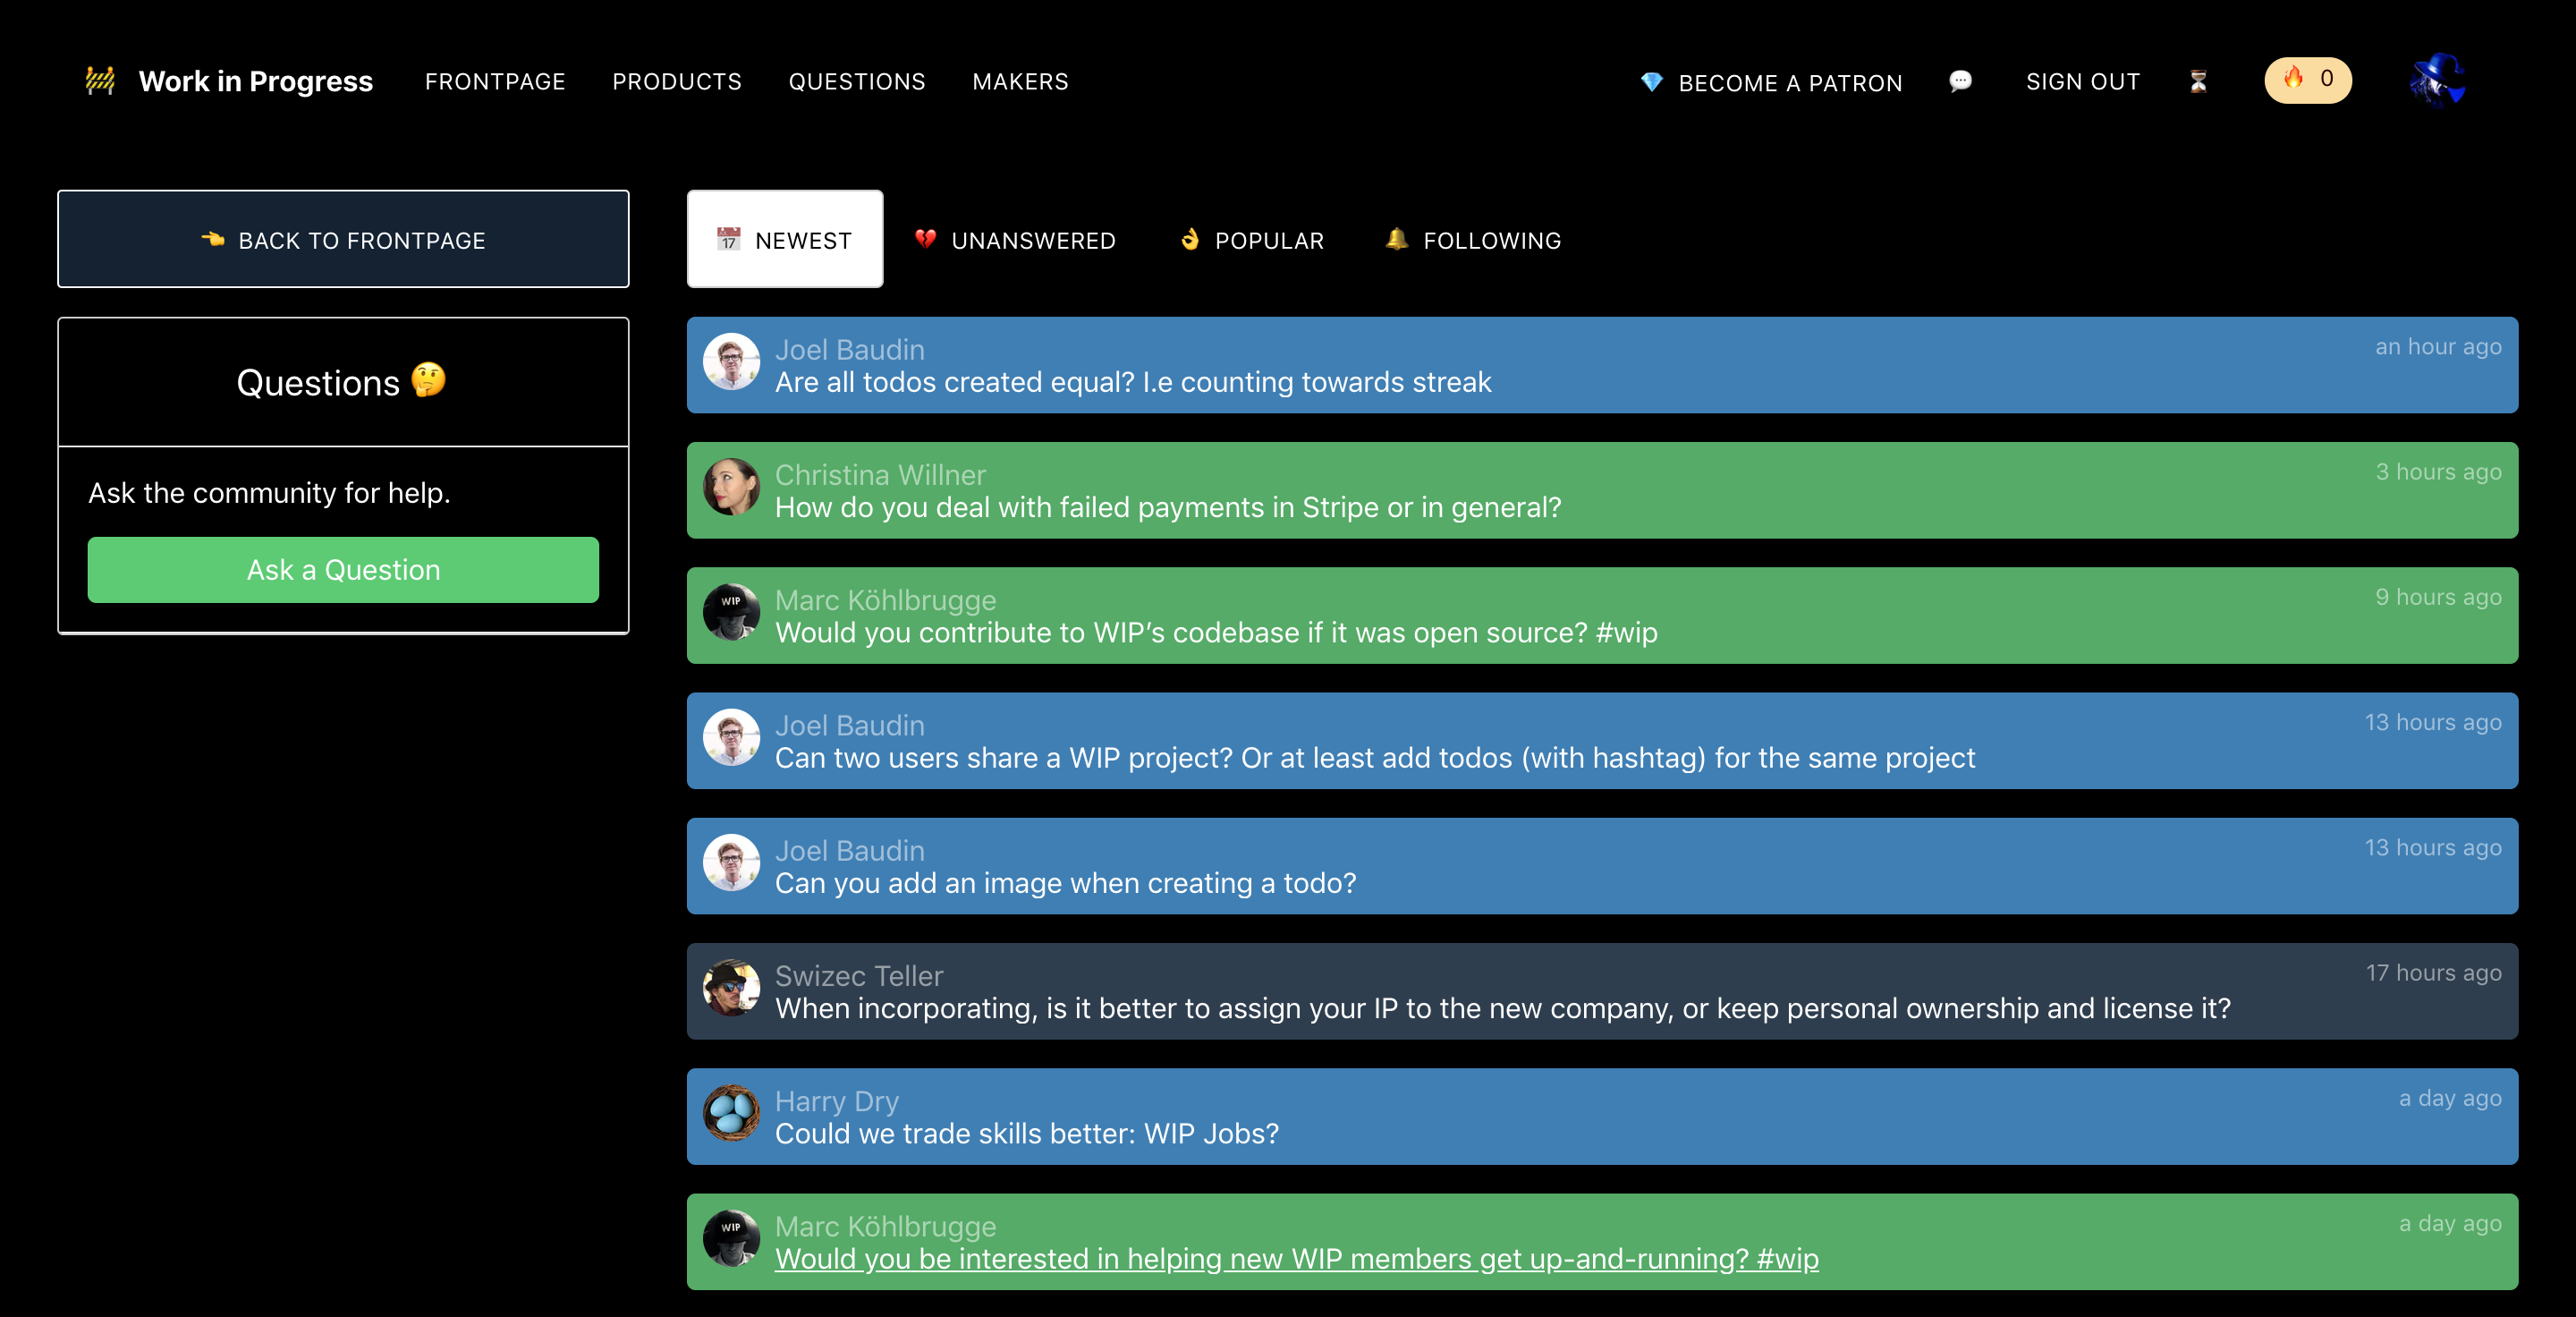 Work in Progress FRONTPAGE PRODUCTS QUESTIONS MAKERS BECOME A PATRON SIGN OUT 0
BACK TO FRONTPAGE
Questions
Ask the community for help.
Ask a Question
17 NEWEST UNANSWERED POPULAR FOLLOWING
Joel Baudin an hour ago
Are all todos created equal? I.e counting towards streak
Christina Willner 3 hours ago
How do you deal with failed payments in Stripe or in general?
WIP
Marc Köhlbrugge 9 hours ago
Would you contribute to WIP’s codebase if it was open source? #wip
Joel Baudin 13 hours ago
Can two users share a WIP project? Or at least add todos (with hashtag) for the same project
Joel Baudin 13 hours ago
Can you add an image when creating a todo?
Swizec Teller 17 hours ago
When incorporating, is it better to assign your IP to the new company, or keep personal ownership and license it?
Harry Dry a day ago
Could we trade skills better: WIP Jobs?
WIP
Marc Köhlbrugge a day ago
Would you be interested in helping new WIP members get up-and-running? #wip